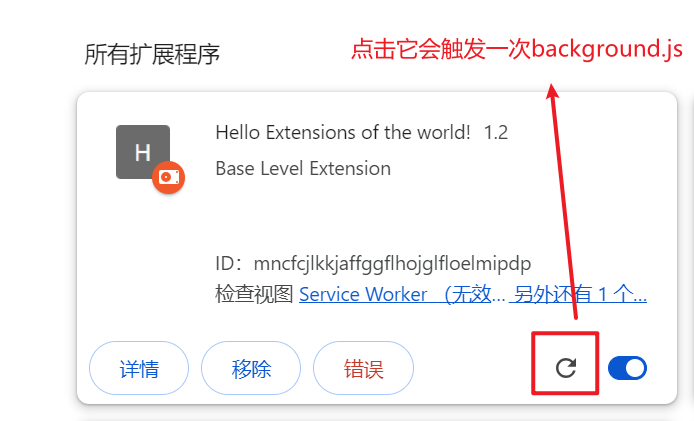 所有扩展程序
点击它会触发一次background.js
H
Hello Extensions of the world! 1.2
Base Level Extension
ID：mncfcjlkkjaffggflhojglfloelmipdp
检查视图 Service Worker （无效... 另外还有 1 个...
详情
移除
错误